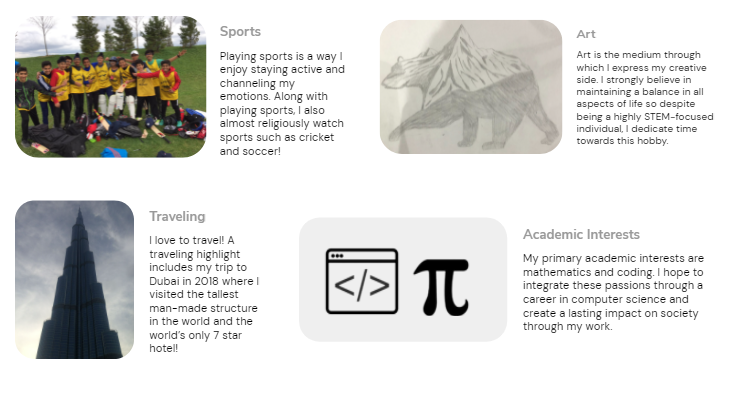 Sports
Playing sports is a way I
enjoy staying active and
channeling my
emotions. Along with
playing sports, I also
almost religiously watch
sports such as cricket
and soccer!
Art
Art is the medium through
which I express my creative
side. I strongly believe in
maintaining a balance in all
aspects of life so despite
being a highly STEM-focused
individual, I dedicate time
towards this hobby.
Traveling
I love to travel! A
traveling highlight
includes my trip to
Dubai in 2018 where I
visited the tallest
man-made structure
in the world and the
world's only 7 star
hotel!
</>
π
Academic Interests
My primary academic interests are
mathematics and coding. I hope to
integrate these passions through a
career in computer science and
create a lasting impact on society
through my work.